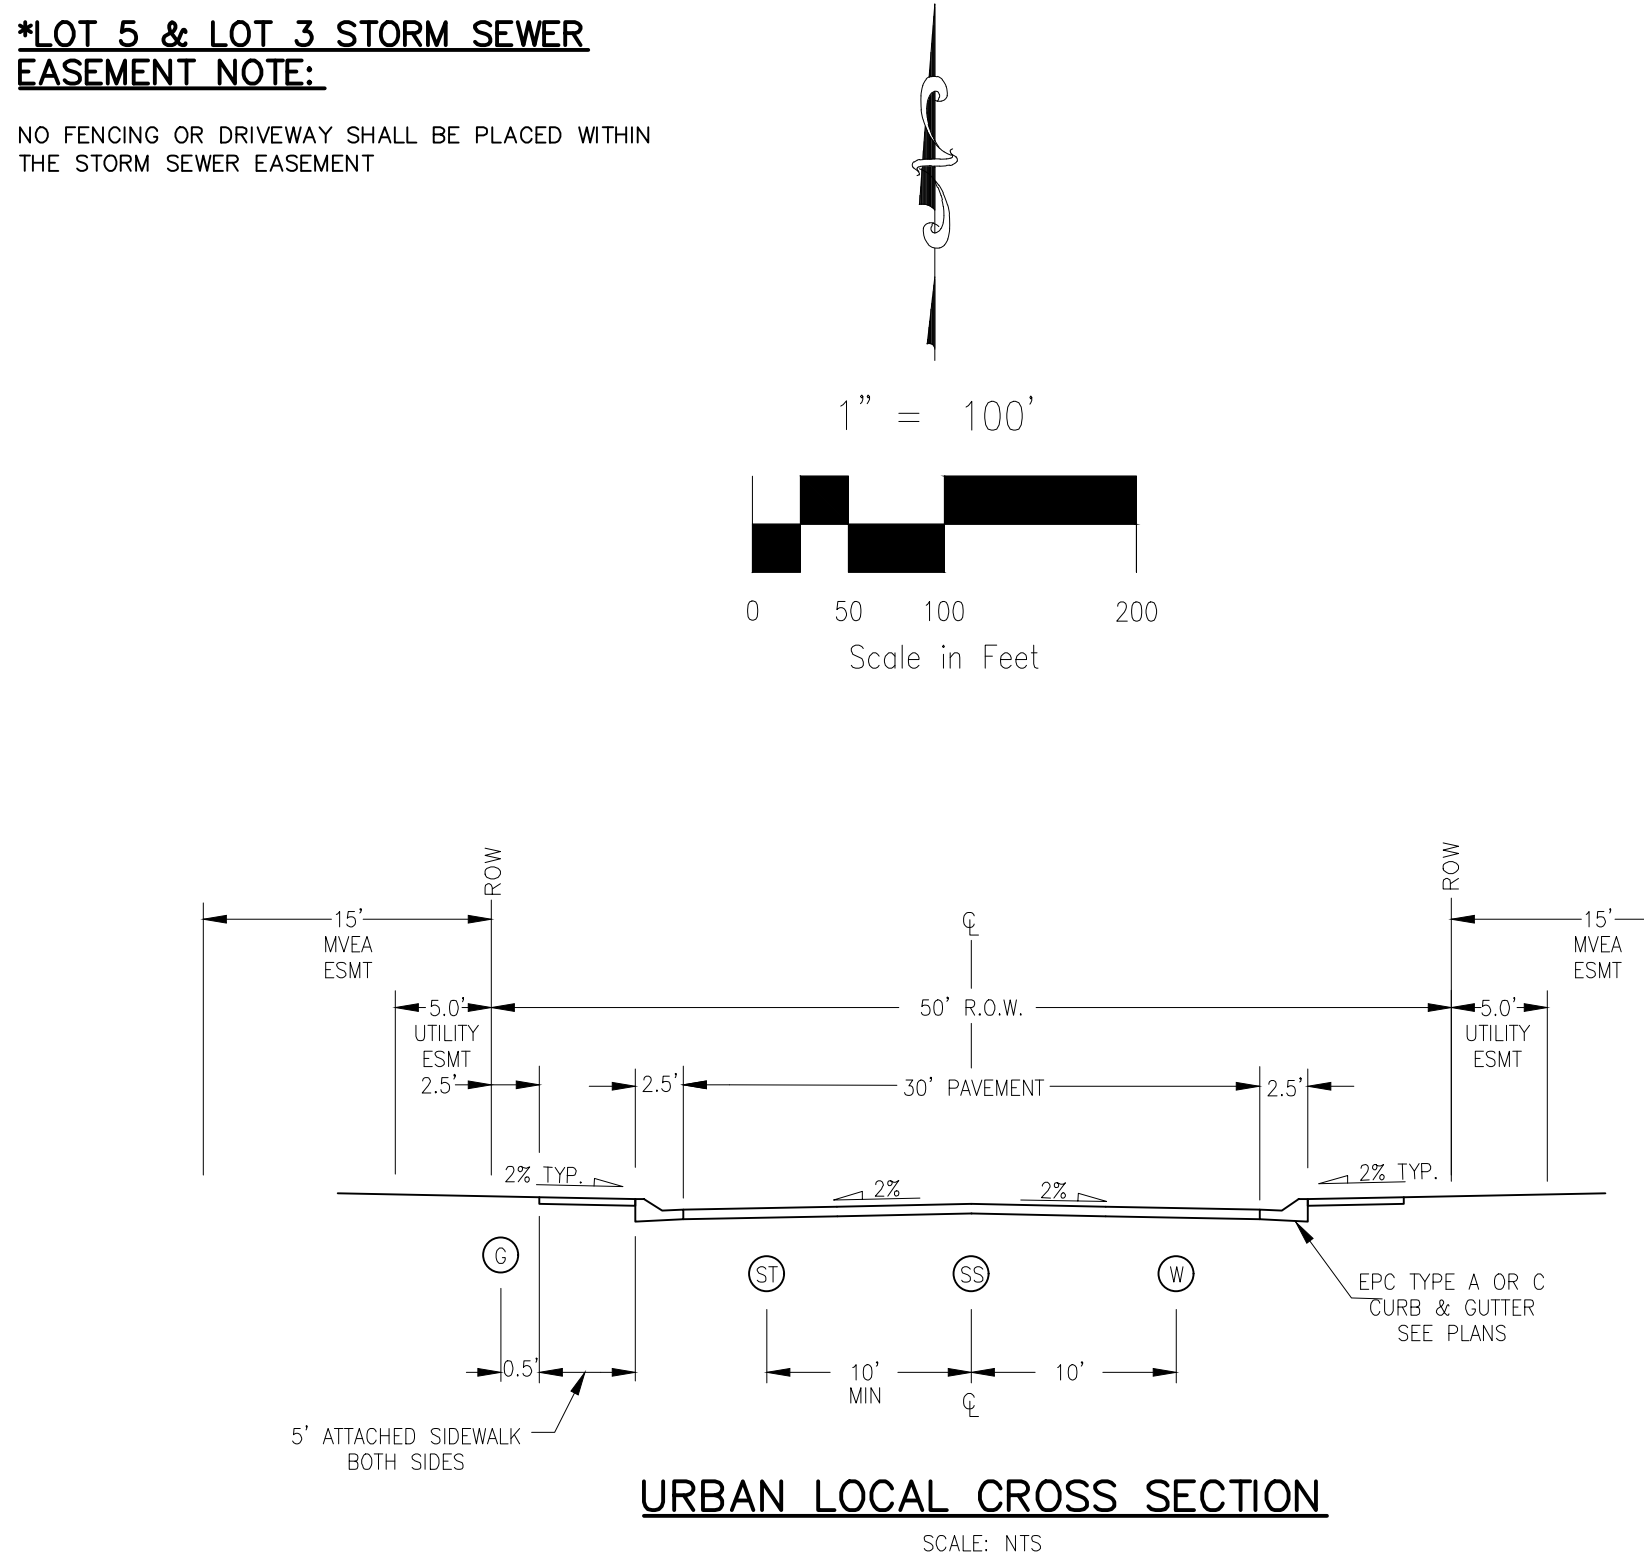 *LOT 5 & LOT 3 STORM SEWER
EASEMENT NOTE:
NO FENCING OR DRIVEWAY SHALL BE PLACED WITHIN
THE STORM SEWER EASEMENT
1" = 100'
0 50 100 200
Scale in Feet
ROW
ROW
15'
MVEA
ESMT
℄
15'
MVEA
ESMT
5.0'
UTILITY
ESMT
50' R.O.W.
5.0'
UTILITY
ESMT
2.5'
2.5'
30' PAVEMENT
2.5'
2% TYP.
2%
2%
2% TYP.
G
ST
SS
W
EPC TYPE A OR C
CURB & GUTTER
SEE PLANS
0.5'
10'
MIN
10'
℄
5' ATTACHED SIDEWALK
BOTH SIDES
URBAN LOCAL CROSS SECTION
SCALE: NTS